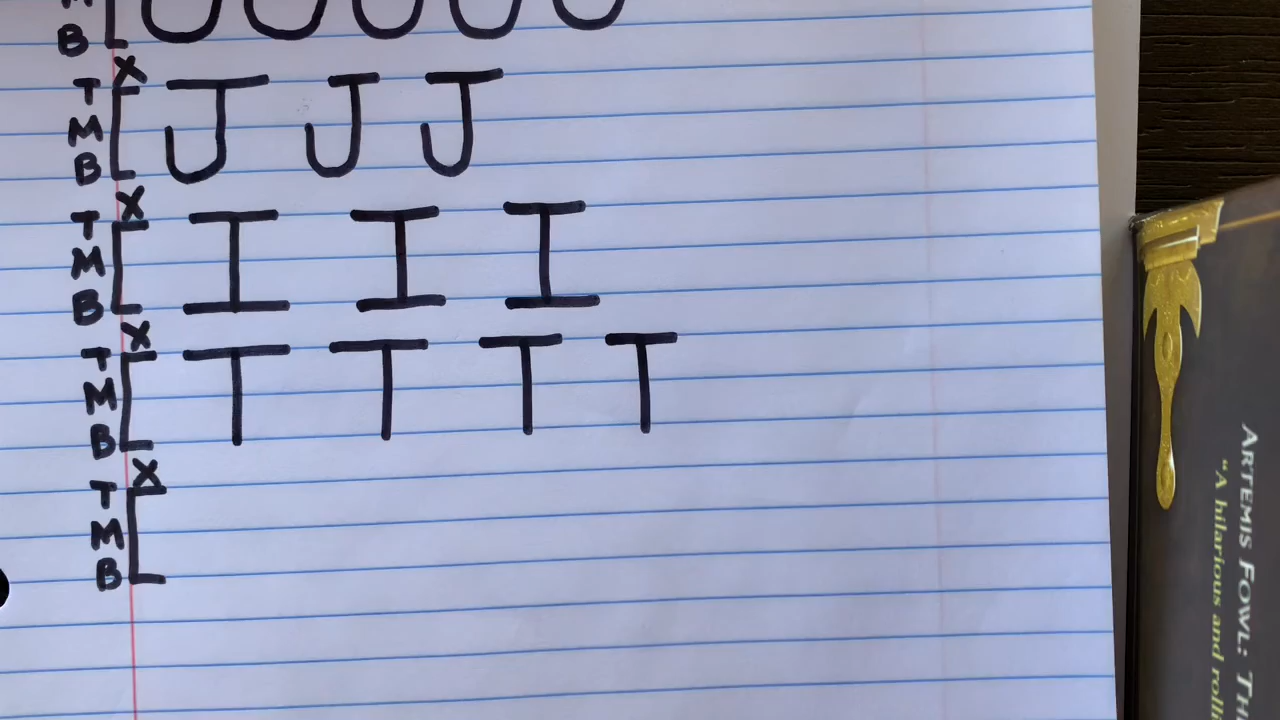 M U U U U U
B
X
T
M J J J
B
X
T
M I I I
B
X
T
M T T T T
B
X
T
M
B
ARTEMIS FOWL: TH
"A hilarious and rolli